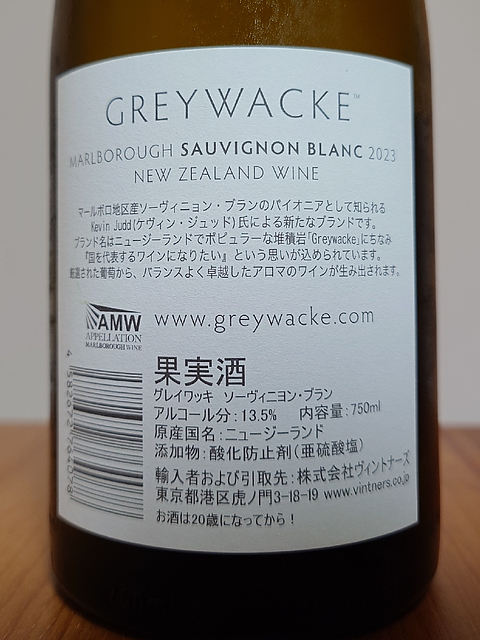 GREYWACKE™
MARLBOROUGH SAUVIGNON BLANC 2023
NEW ZEALAND WINE
マールボロ地区産ソーヴィニョン・ブランのパイオニアとして知られる
Kevin Judd(ケヴィン・ジュッド)氏による新たなブランドです。
ブランド名はニュージーランドでポピュラーな堆積岩「Greywacke」にちなみ
『国を代表するワインになりたい』という思いが込められています。
厳選された葡萄から、バランスよく卓越したアロマのワインが生み出されます。
AMW
APPELLATION
MARLBOROUGH WINE
www.greywacke.com
果実酒
グレイワッキ ソーヴィニヨン・ブラン
アルコール分:13.5% 内容量:750ml
原産国名:ニュージーランド
添加物:酸化防止剤(亜硫酸塩)
輸入者および引取先:株式会社ヴィントナーズ
東京都港区虎ノ門3-18-19 www.vintners.co.jp
お酒は20歳になってから!